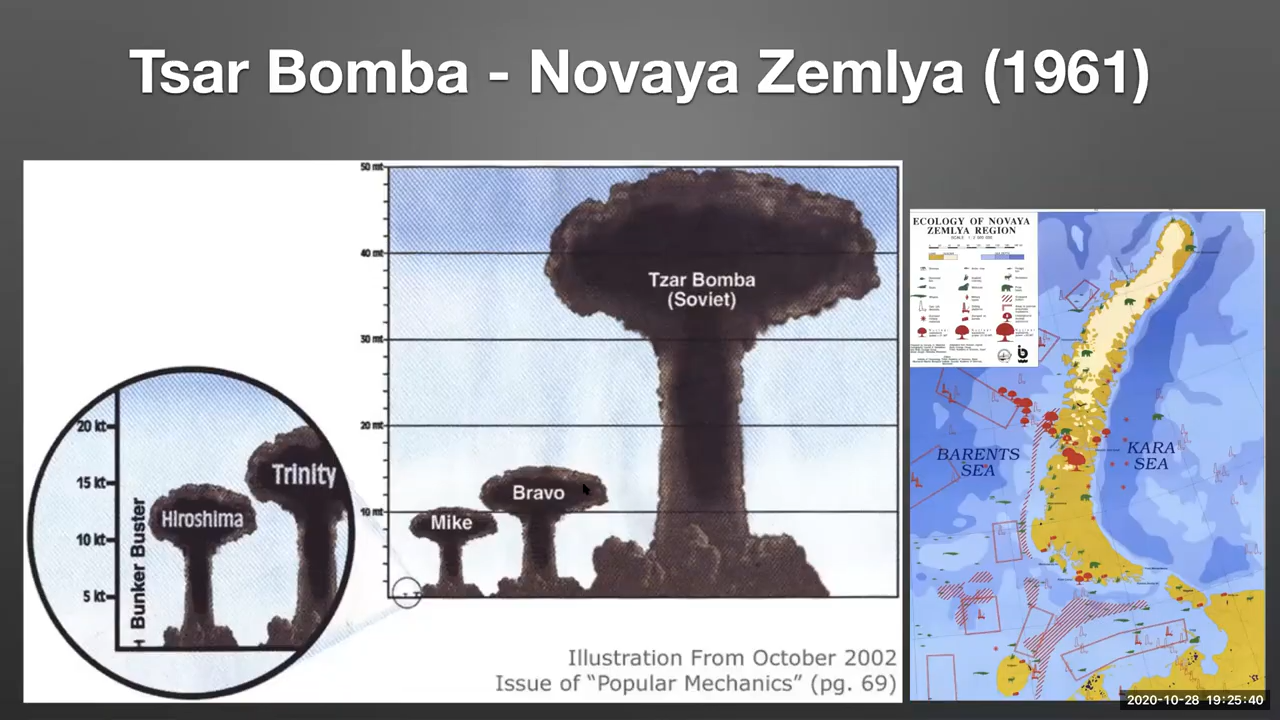 Tsar Bomba - Novaya Zemlya (1961)
50 mt
40 mt
30 mt
20 mt
10 mt
Tzar Bomba
(Soviet)
Bravo
Mike
20 kt
15 kt
10 kt
5 kt
Bunker Buster
Hiroshima
Trinity
Illustration From October 2002
Issue of “Popular Mechanics” (pg. 69)
ECOLOGY OF NOVAYA
ZEMLYA REGION
BARENTS
SEA
KARA
SEA
2020-10-28 19:25:40